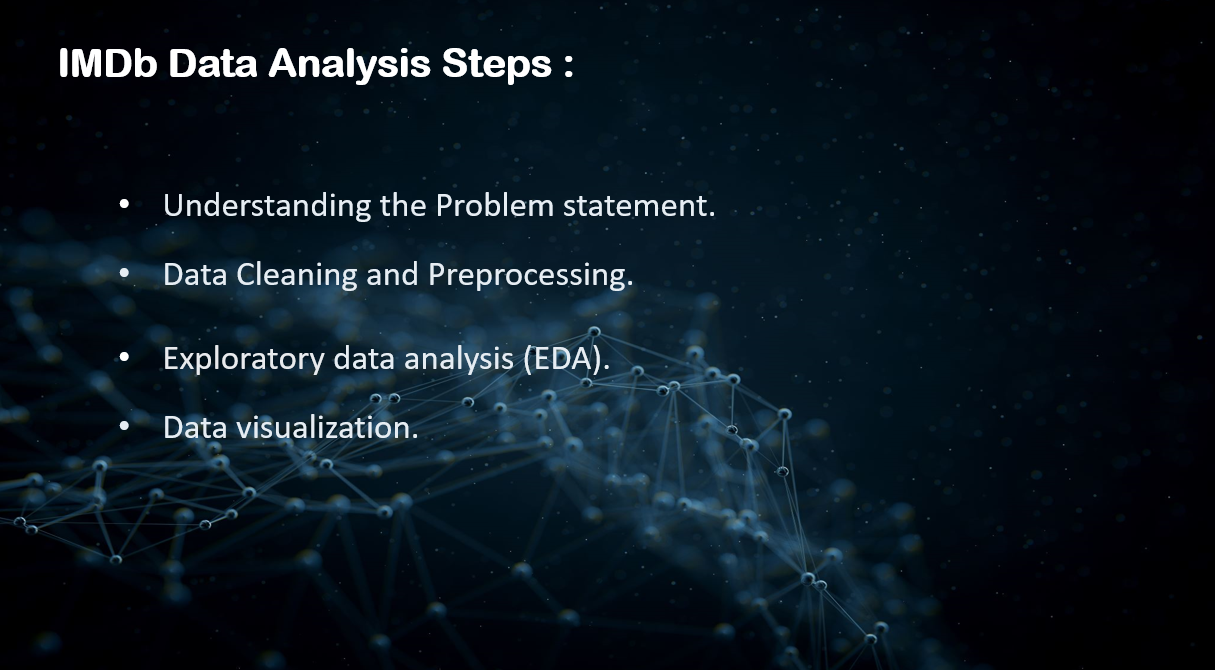 IMDb Data Analysis Steps :
• Understanding the Problem statement.
• Data Cleaning and Preprocessing.
• Exploratory data analysis (EDA).
• Data visualization.